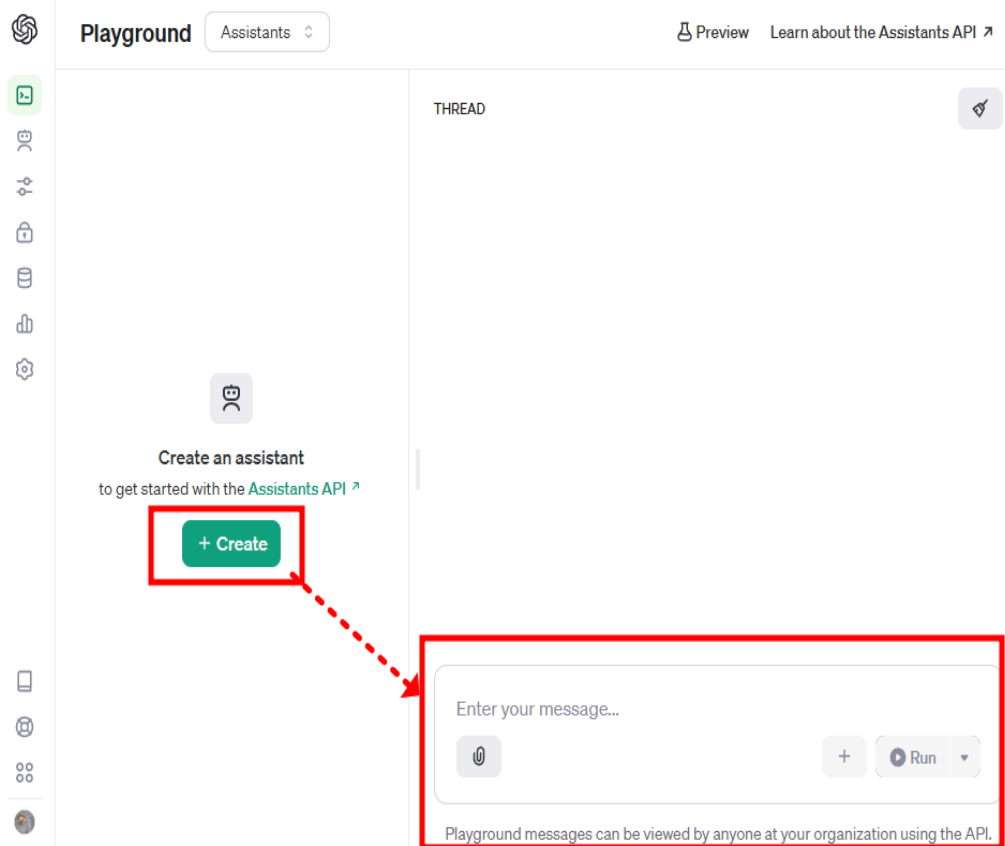 Playground
Assistants
Preview
Learn about the Assistants API ↗
THREAD
Create an assistant
to get started with the Assistants API ↗
+ Create
Enter your message...
+
Run
Playground messages can be viewed by anyone at your organization using the API.